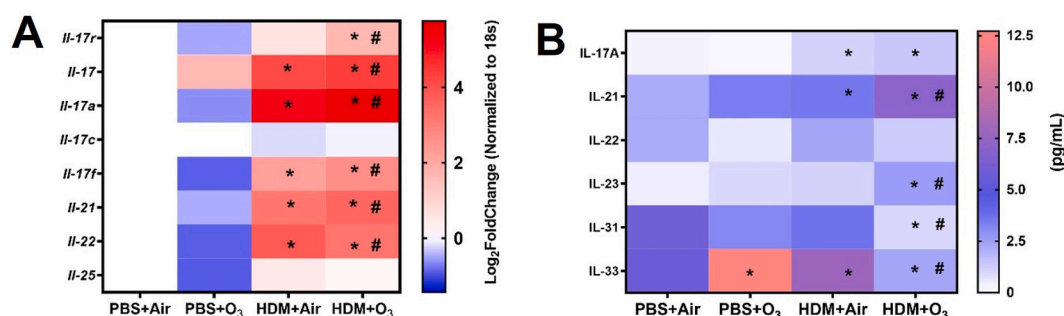 A
Il-17r
Il-17
Il-17a
Il-17c
Il-17f
Il-21
Il-22
Il-25
* #
* * #
* * #
* * #
* * #
* * #
PBS+Air PBS+O₃ HDM+Air HDM+O₃
4
2
0
Log₂FoldChange (Normalized to 18s)
B
IL-17A
IL-21
IL-22
IL-23
IL-31
IL-33
* *
* * #
* #
* #
* * * #
PBS+Air PBS+O₃ HDM+Air HDM+O₃
12.5
10.0
7.5
5.0
2.5
0
(pg/mL)